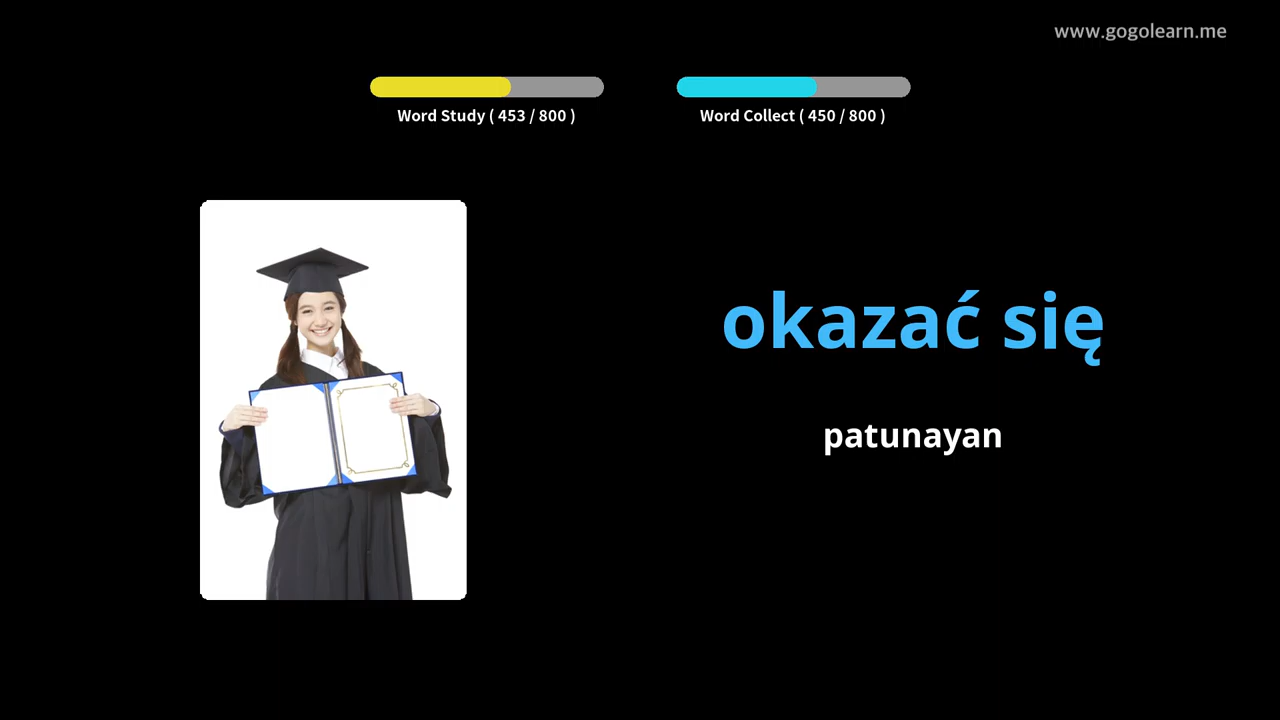 www.gogolearn.me
Word Study ( 453 / 800 )
Word Collect ( 450 / 800 )
okazać się
patunayan